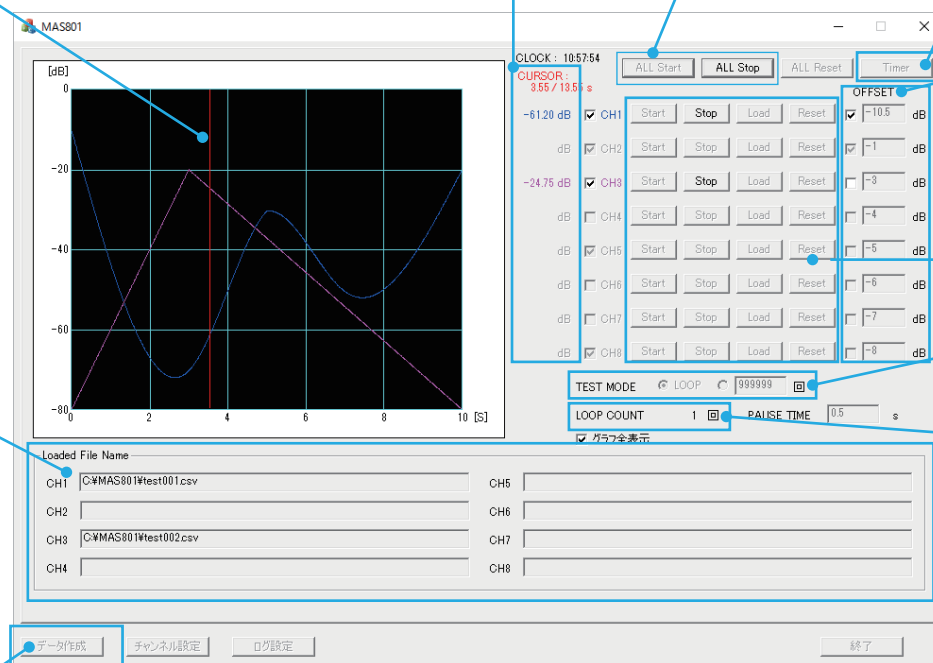 MAS801
CLOCK : 10:57:54
ALL Start ALL Stop ALL Reset Timer
CURSOR :
3.55 / 13.55 s
OFFSET
[dB]
0
-20
-40
-60
-80
0 2 4 6 8 10 [S]
-61.20 dB CH1 Start Stop Load Reset -10.5 dB
dB CH2 Start Stop Load Reset -1 dB
-24.75 dB CH3 Start Stop Load Reset -3 dB
dB CH4 Start Stop Load Reset -4 dB
dB CH5 Start Stop Load Reset -5 dB
dB CH6 Start Stop Load Reset -6 dB
dB CH7 Start Stop Load Reset -7 dB
dB CH8 Start Stop Load Reset -8 dB
TEST MODE LOOP 999999 回
LOOP COUNT 1 回 PAUSE TIME 0.5 s
グラフ全表示
Loaded File Name
CH1 C:¥MAS801¥test001.csv CH5
CH2 CH6
CH3 C:¥MAS801¥test002.csv CH7
CH4 CH8
データ作成 チャンネル設定 ログ設定 終了